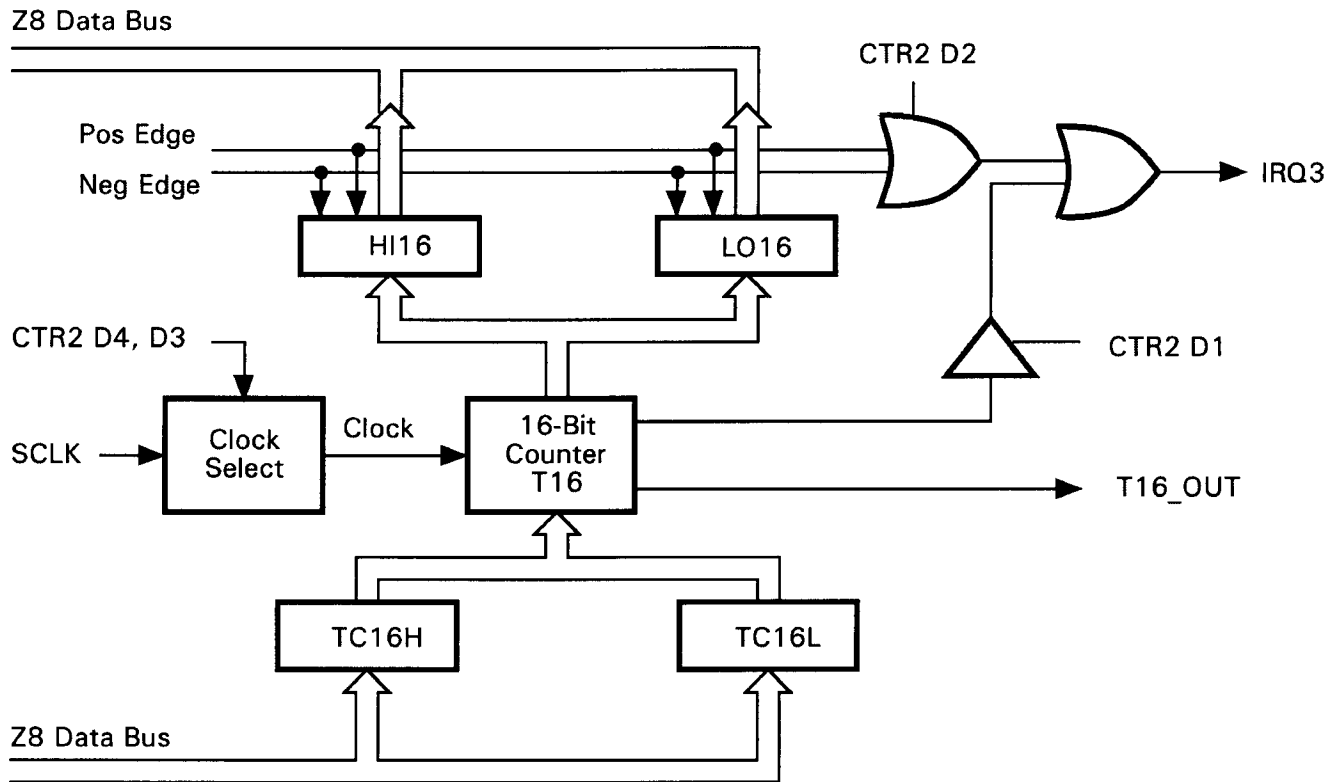 Z8 Data Bus
CTR2 D2
Pos Edge
Neg Edge
IRQ3
HI16
LO16
CTR2 D4, D3
CTR2 D1
SCLK
Clock
Select
Clock
16-Bit
Counter
T16
T16_OUT
TC16H
TC16L
Z8 Data Bus